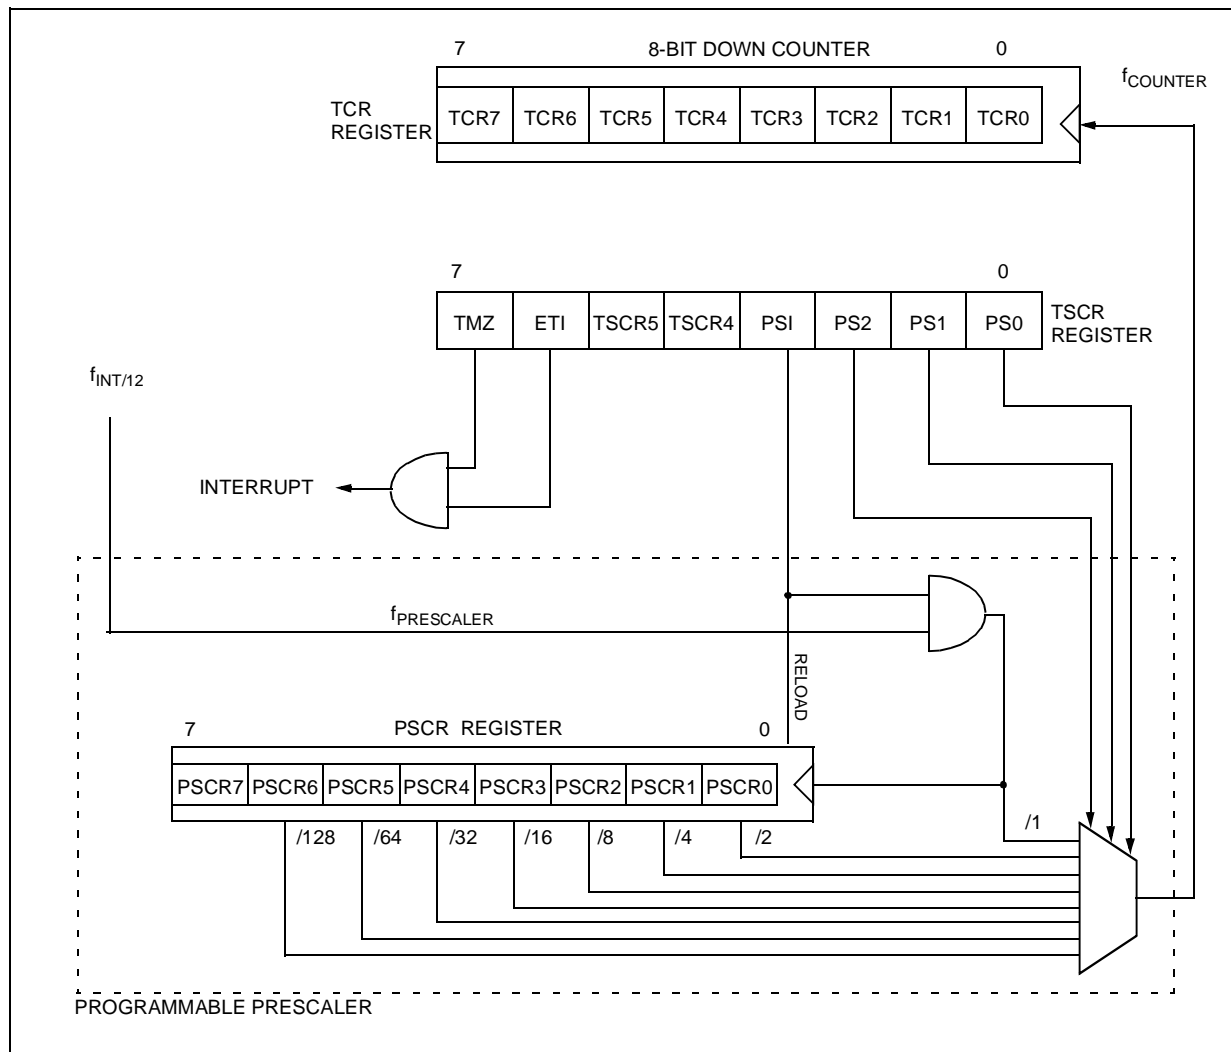 7 8-BIT DOWN COUNTER 0
fCOUNTER
TCR
REGISTER
TCR7 TCR6 TCR5 TCR4 TCR3 TCR2 TCR1 TCR0
7 0
TMZ ETI TSCR5 TSCR4 PSI PS2 PS1 PS0
TSCR
REGISTER
fINT/12
INTERRUPT
fPRESCALER
RELOAD
7 PSCR REGISTER 0
PSCR7 PSCR6 PSCR5 PSCR4 PSCR3 PSCR2 PSCR1 PSCR0
/128 /64 /32 /16 /8 /4 /2 /1
PROGRAMMABLE PRESCALER